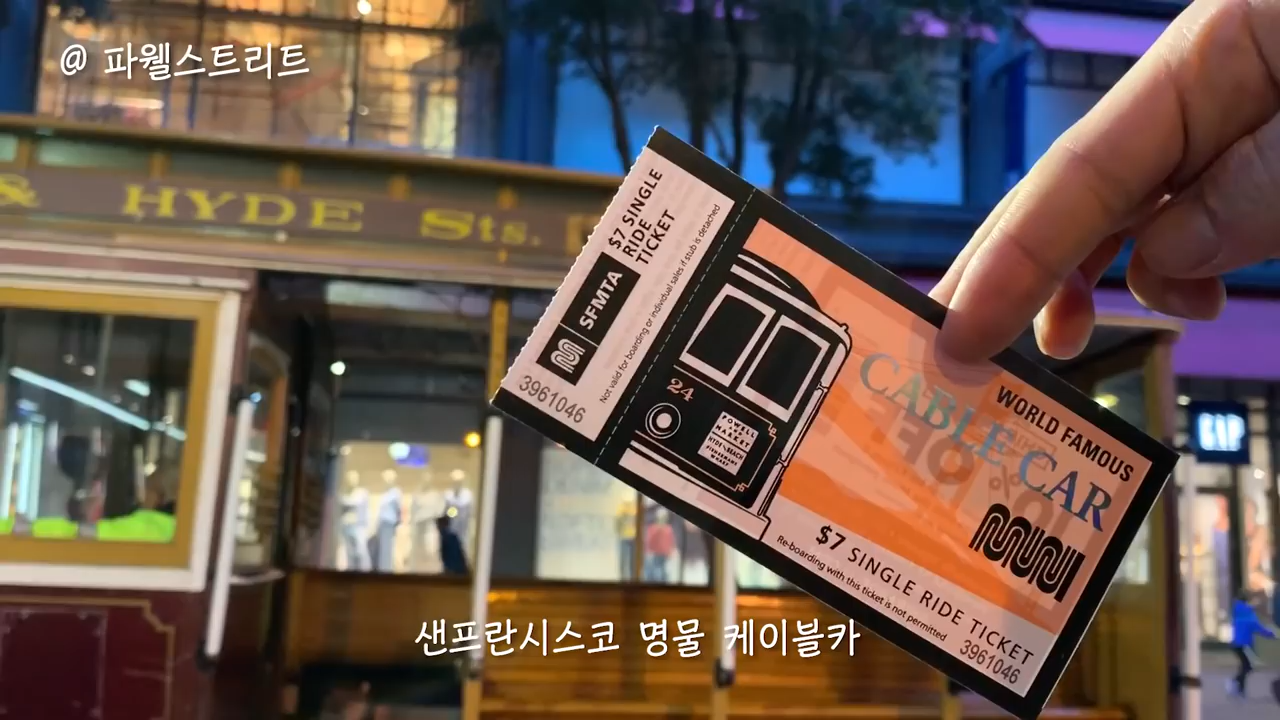 @ 파웰스트리트
& HYDE Sts.
$7 SINGLE
RIDE
TICKET
SFMTA
Not valid for boarding or individual sales if stub is detached
3961046
24
POWELL
MARKET
HYDE & BEACH
FISHERMANS
WHARF
WORLD FAMOUS
CABLE CAR
MUNI
$7 SINGLE RIDE TICKET
Re-boarding with this ticket is not permitted
3961046
GAP
샌프란시스코 명물 케이블카